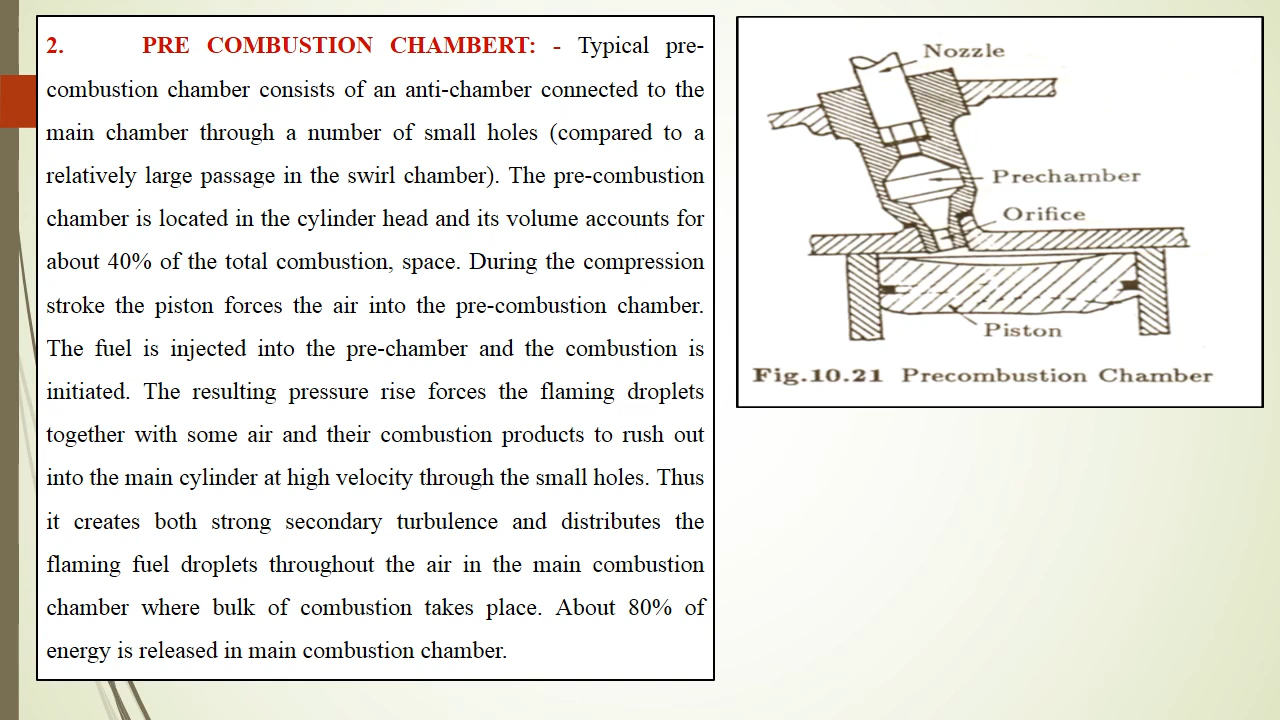 2. PRE COMBUSTION CHAMBERT: - Typical pre-
combustion chamber consists of an anti-chamber connected to the
main chamber through a number of small holes (compared to a
relatively large passage in the swirl chamber). The pre-combustion
chamber is located in the cylinder head and its volume accounts for
about 40% of the total combustion, space. During the compression
stroke the piston forces the air into the pre-combustion chamber.
The fuel is injected into the pre-chamber and the combustion is
initiated. The resulting pressure rise forces the flaming droplets
together with some air and their combustion products to rush out
into the main cylinder at high velocity through the small holes. Thus
it creates both strong secondary turbulence and distributes the
flaming fuel droplets throughout the air in the main combustion
chamber where bulk of combustion takes place. About 80% of
energy is released in main combustion chamber.
Nozzle
Prechamber
Orifice
Piston
Fig.10.21 Precombustion Chamber